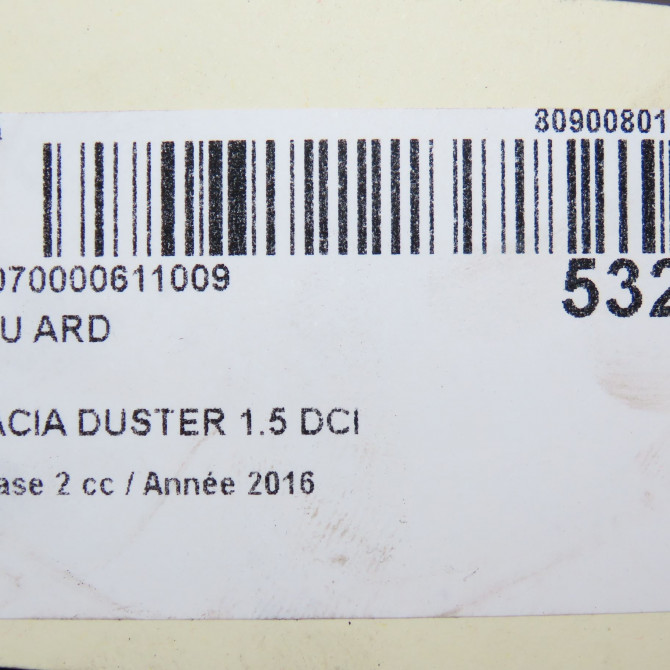 30900801
070000611009
532
U ARD
ACIA DUSTER 1.5 DCI
ase 2 cc / Année 2016